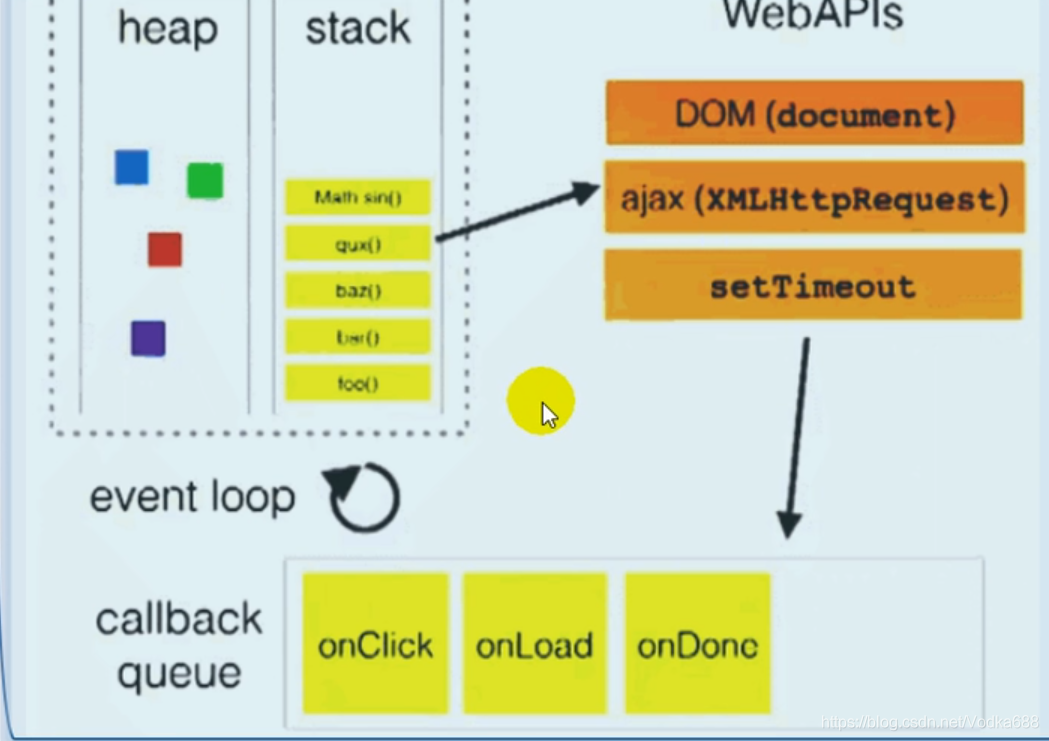 heap
stack
WebAPIs
Math sin()
qux()
baz()
bar()
foo()
DOM (document)
ajax (XMLHttpRequest)
setTimeout
event loop
callback
queue
onClick
onLoad
onDone
https://blog.csdn.net/Vodka688